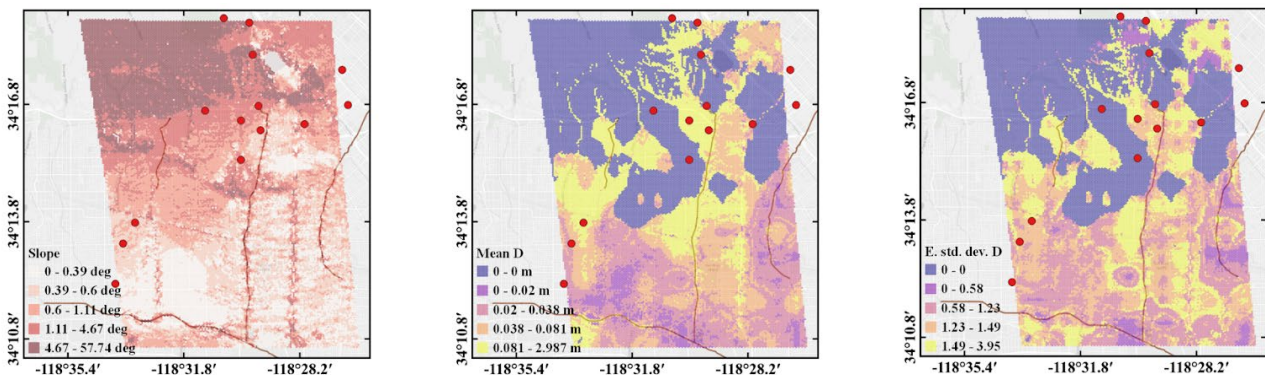 34°16.8′
34°13.8′
34°10.8′
Slope
0 - 0.39 deg
0.39 - 0.6 deg
0.6 - 1.11 deg
1.11 - 4.67 deg
4.67 - 57.74 deg
-118°35.4′ -118°31.8′ -118°28.2′
34°16.8′
34°13.8′
34°10.8′
Mean D
0 - 0 m
0 - 0.02 m
0.02 - 0.038 m
0.038 - 0.081 m
0.081 - 2.987 m
-118°35.4′ -118°31.8′ -118°28.2′
34°16.8′
34°13.8′
34°10.8′
E. std. dev. D
0 - 0
0 - 0.58
0.58 - 1.23
1.23 - 1.49
1.49 - 3.95
-118°35.4′ -118°31.8′ -118°28.2′